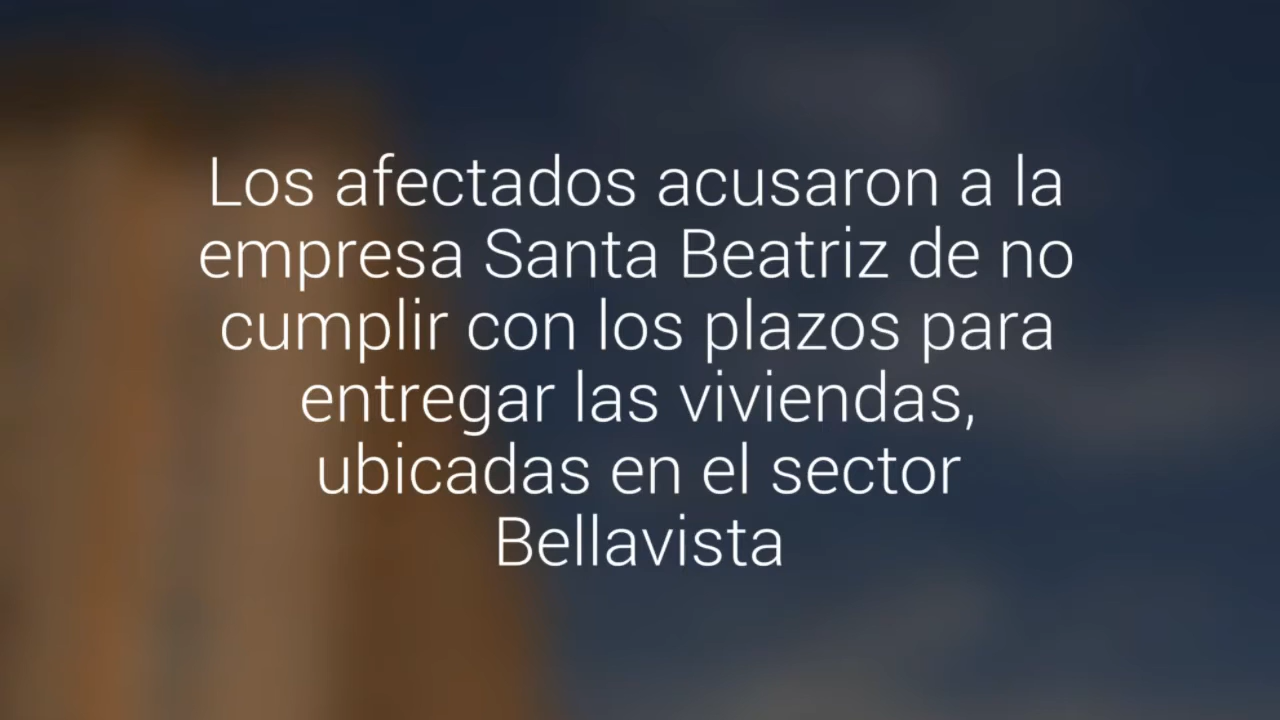 Los afectados acusaron a la
empresa Santa Beatriz de no
cumplir con los plazos para
entregar las viviendas,
ubicadas en el sector
Bellavista